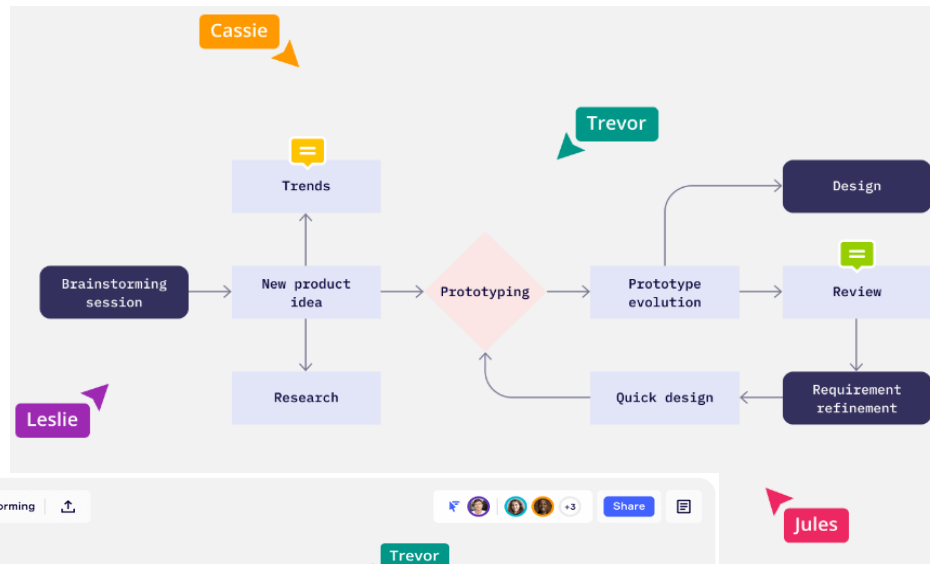 Cassie
Trevor
Trends
Design
Brainstorming
session
New product
idea
Prototyping
Prototype
evolution
Review
Research
Quick design
Requirement
refinement
Leslie
+3
Share
Jules
Trevor